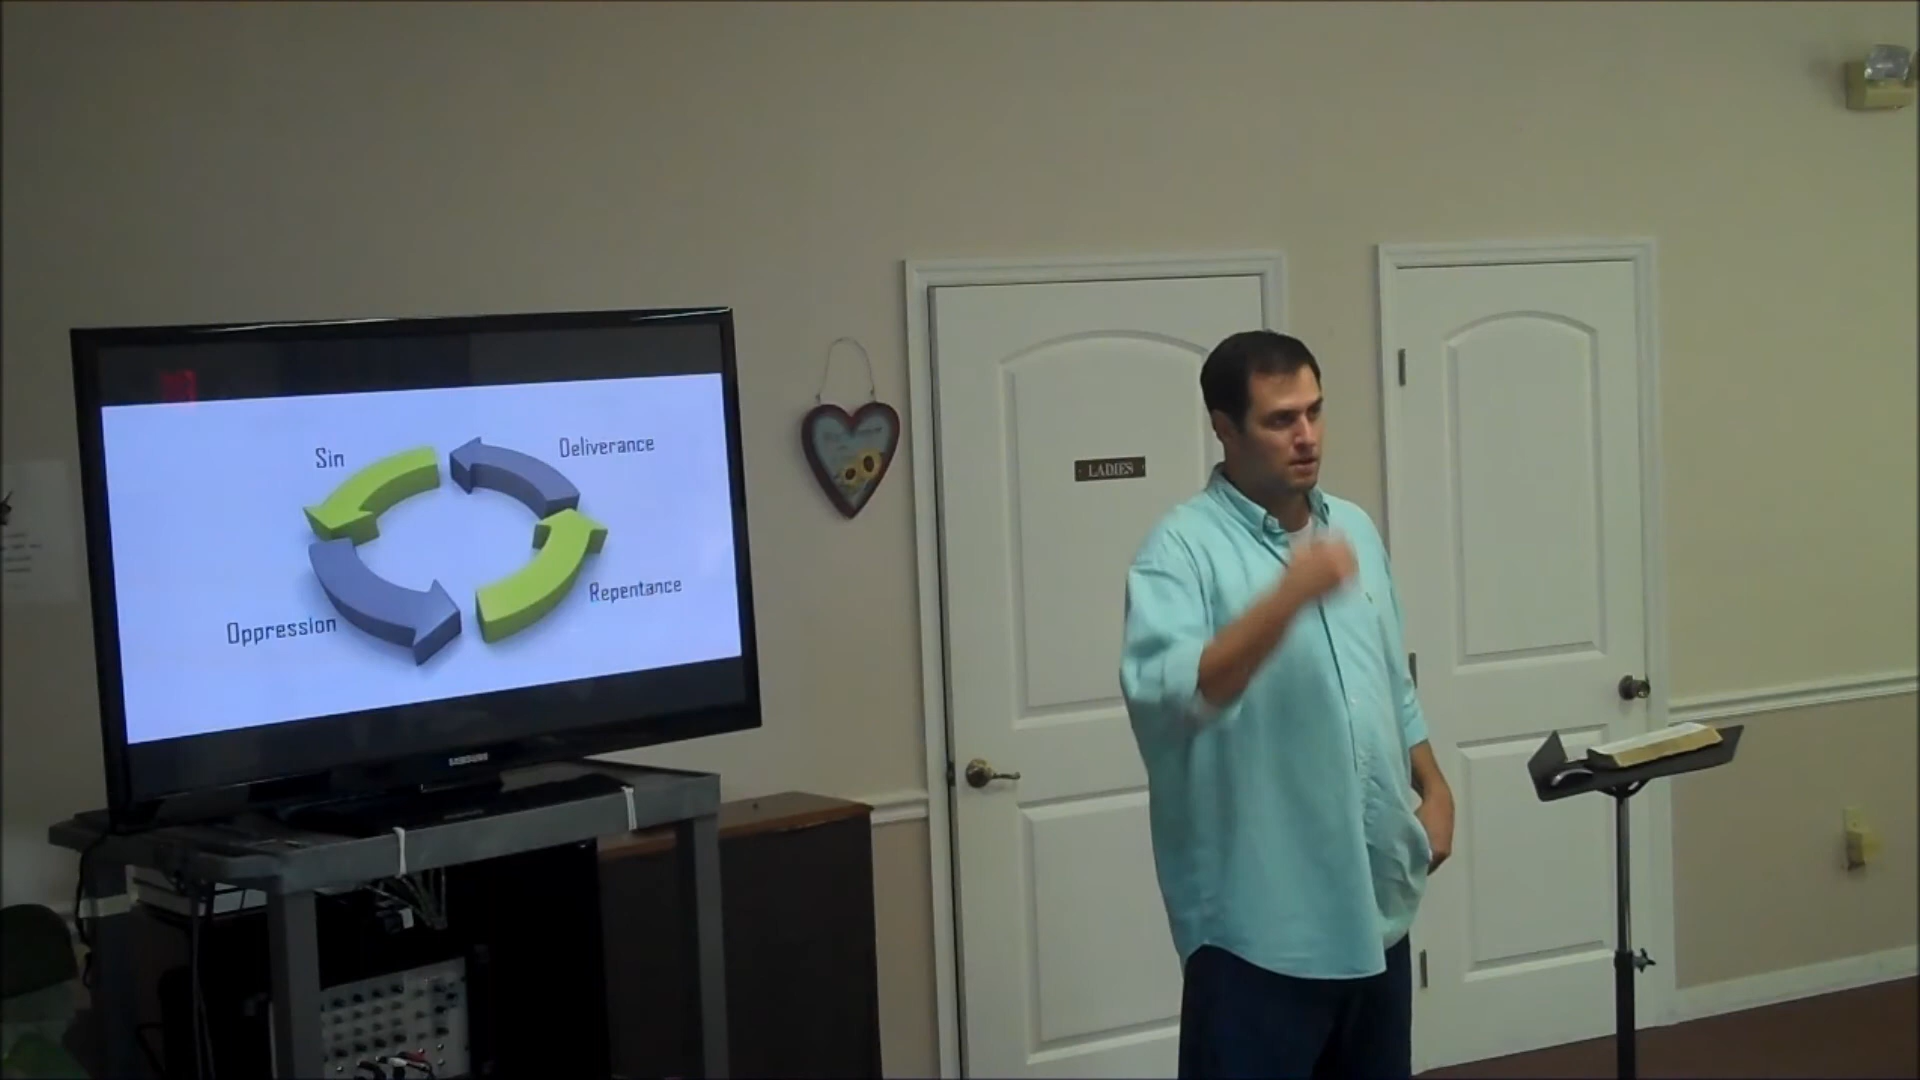 Sin
Deliverance
Oppression
Repentance
SAMSUNG
LADIES